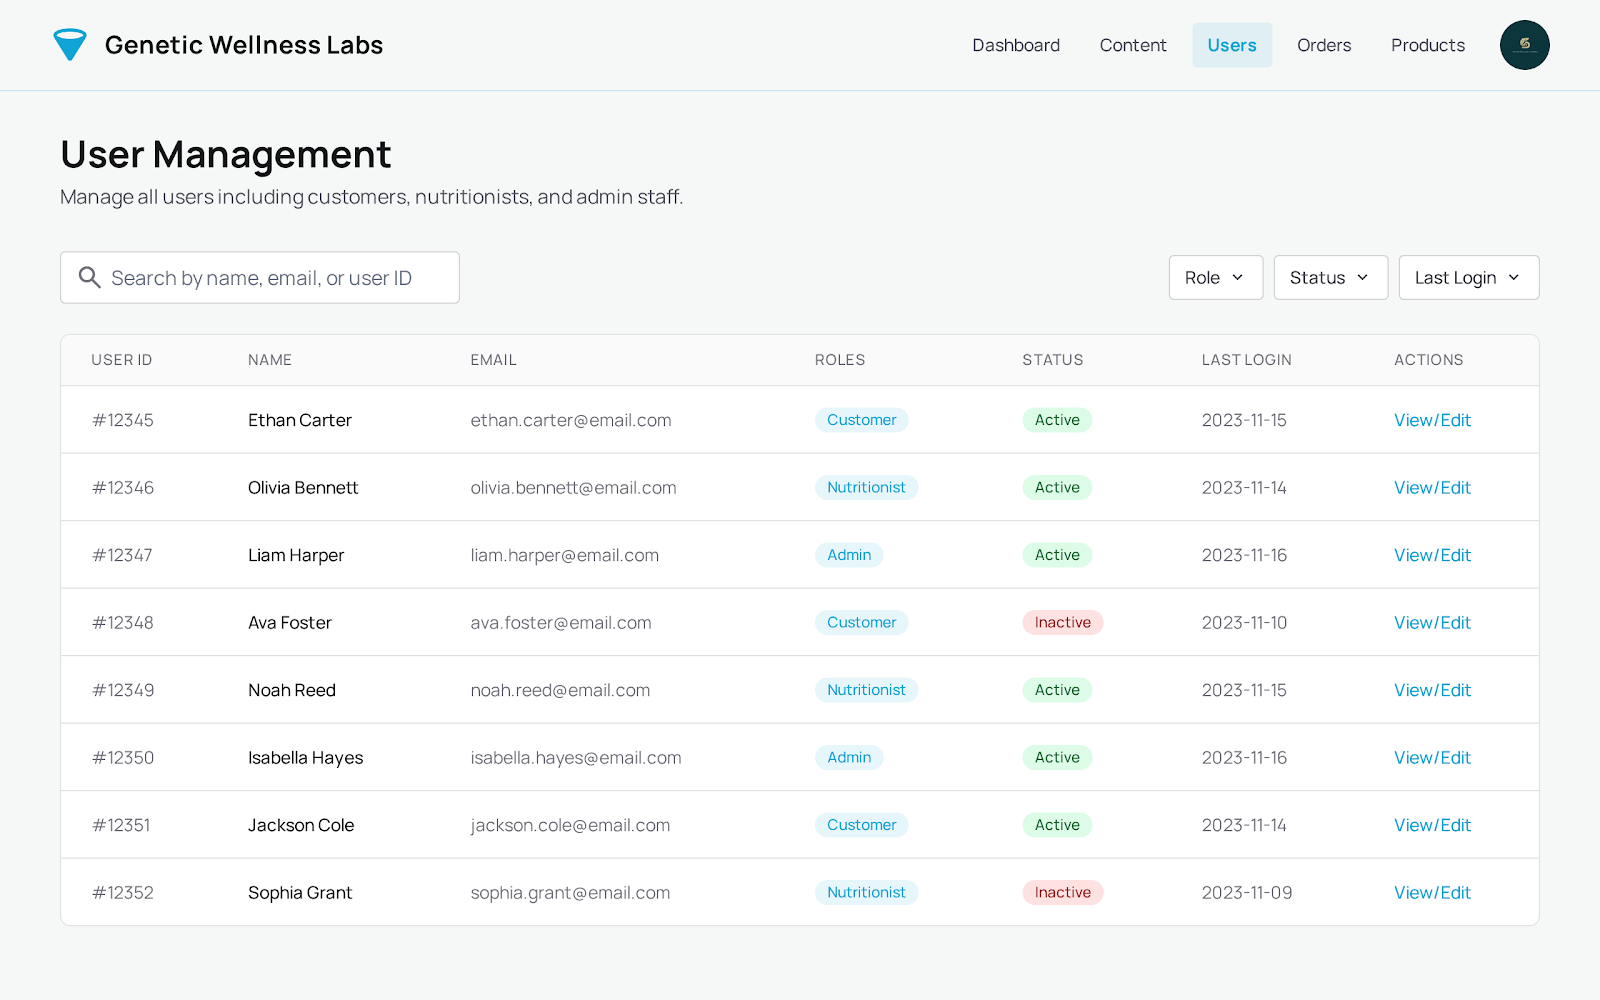 Genetic Wellness Labs
Dashboard Content Users Orders Products
User Management
Manage all users including customers, nutritionists, and admin staff.
Search by name, email, or user ID
Role Status Last Login
USER ID NAME EMAIL ROLES STATUS LAST LOGIN ACTIONS
#12345 Ethan Carter ethan.carter@email.com Customer Active 2023-11-15 View/Edit
#12346 Olivia Bennett olivia.bennett@email.com Nutritionist Active 2023-11-14 View/Edit
#12347 Liam Harper liam.harper@email.com Admin Active 2023-11-16 View/Edit
#12348 Ava Foster ava.foster@email.com Customer Inactive 2023-11-10 View/Edit
#12349 Noah Reed noah.reed@email.com Nutritionist Active 2023-11-15 View/Edit
#12350 Isabella Hayes isabella.hayes@email.com Admin Active 2023-11-16 View/Edit
#12351 Jackson Cole jackson.cole@email.com Customer Active 2023-11-14 View/Edit
#12352 Sophia Grant sophia.grant@email.com Nutritionist Inactive 2023-11-09 View/Edit